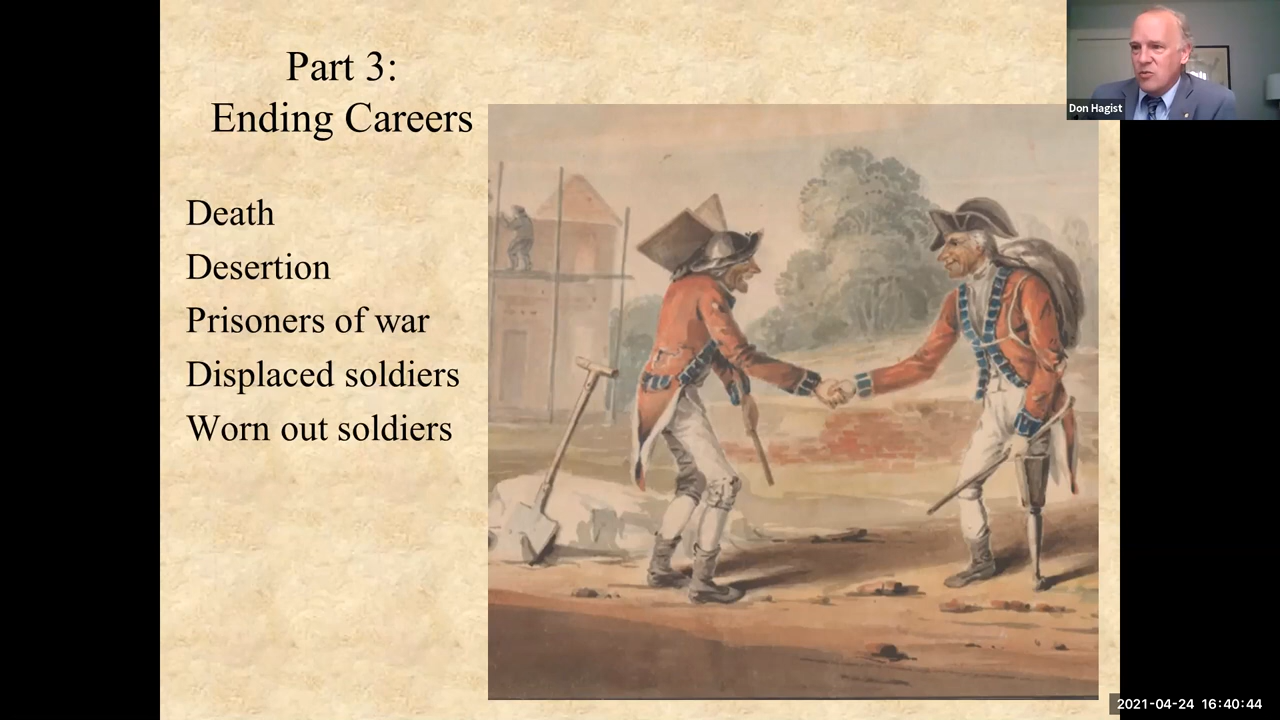 Part 3:
Ending Careers
Death
Desertion
Prisoners of war
Displaced soldiers
Worn out soldiers
Don Hagist
2021-04-24 16:40:44